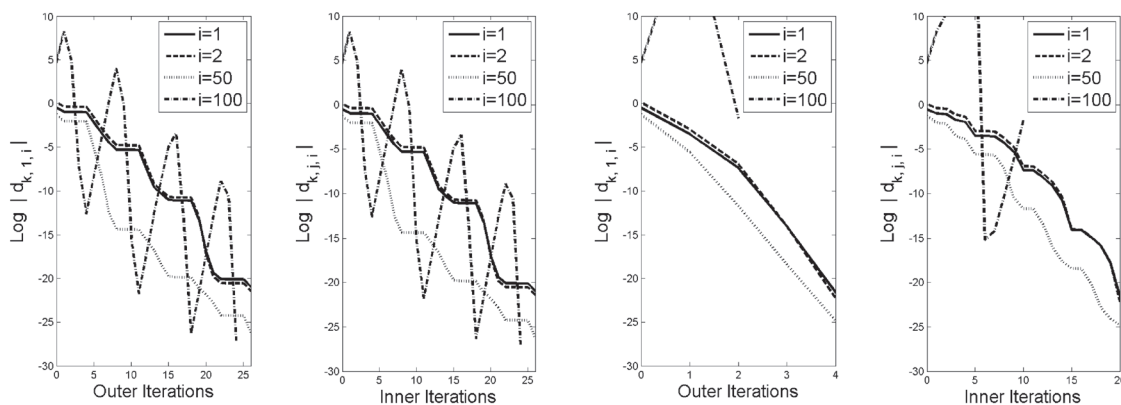 10
5
0
-5
-10
-15
-20
-25
-30
Log | d k, 1, i |
i=1
i=2
i=50
i=100
0 5 10 15 20 25
Outer Iterations
10
5
0
-5
-10
-15
-20
-25
-30
Log | d k, j, i |
i=1
i=2
i=50
i=100
0 5 10 15 20 25
Inner Iterations
10
5
0
-5
-10
-15
-20
-25
-30
Log | d k, 1, i |
i=1
i=2
i=50
i=100
0 1 2 3 4
Outer Iterations
10
5
0
-5
-10
-15
-20
-25
-30
Log | d k, j, i |
i=1
i=2
i=50
i=100
0 5 10 15 20
Inner Iterations